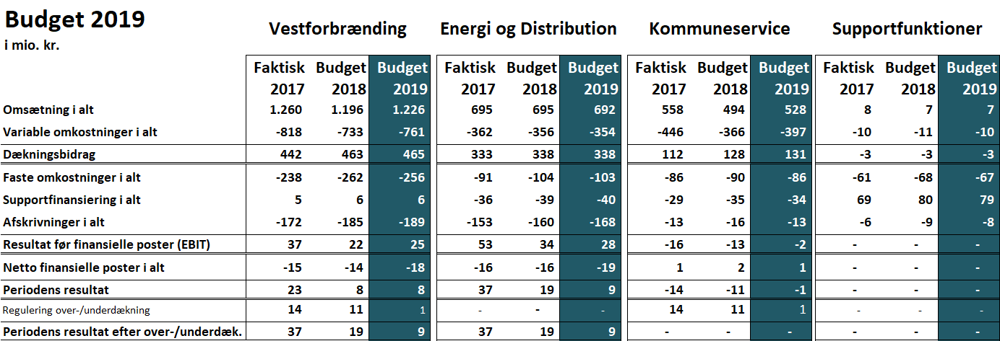 Budget 2019
i mio. kr.
Vestforbrænding Energi og Distribution Kommuneservice Supportfunktioner
Faktisk Budget Budget Faktisk Budget Budget Faktisk Budget Budget Faktisk Budget Budget
2017 2018 2019 2017 2018 2019 2017 2018 2019 2017 2018 2019
Omsætning i alt 1.260 1.196 1.226 695 695 692 558 494 528 8 7 7
Variable omkostninger i alt -818 -733 -761 -362 -356 -354 -446 -366 -397 -10 -11 -10
Dækningsbidrag 442 463 465 333 338 338 112 128 131 -3 -3 -3
Faste omkostninger i alt -238 -262 -256 -91 -104 -103 -86 -90 -86 -61 -68 -67
Supportfinansiering i alt 5 6 6 -36 -39 -40 -29 -35 -34 69 80 79
Afskrivninger i alt -172 -185 -189 -153 -160 -168 -13 -16 -13 -6 -9 -8
Resultat før finansielle poster (EBIT) 37 22 25 53 34 28 -16 -13 -2 - - -
Netto finansielle poster i alt -15 -14 -18 -16 -16 -19 1 2 1 - - -
Periodens resultat 23 8 8 37 19 9 -14 -11 -1 - - -
Regulering over-/underdækning 14 11 1 - - - 14 11 1 - - -
Periodens resultat efter over-/underdæk. 37 19 9 37 19 9 - - - - - -